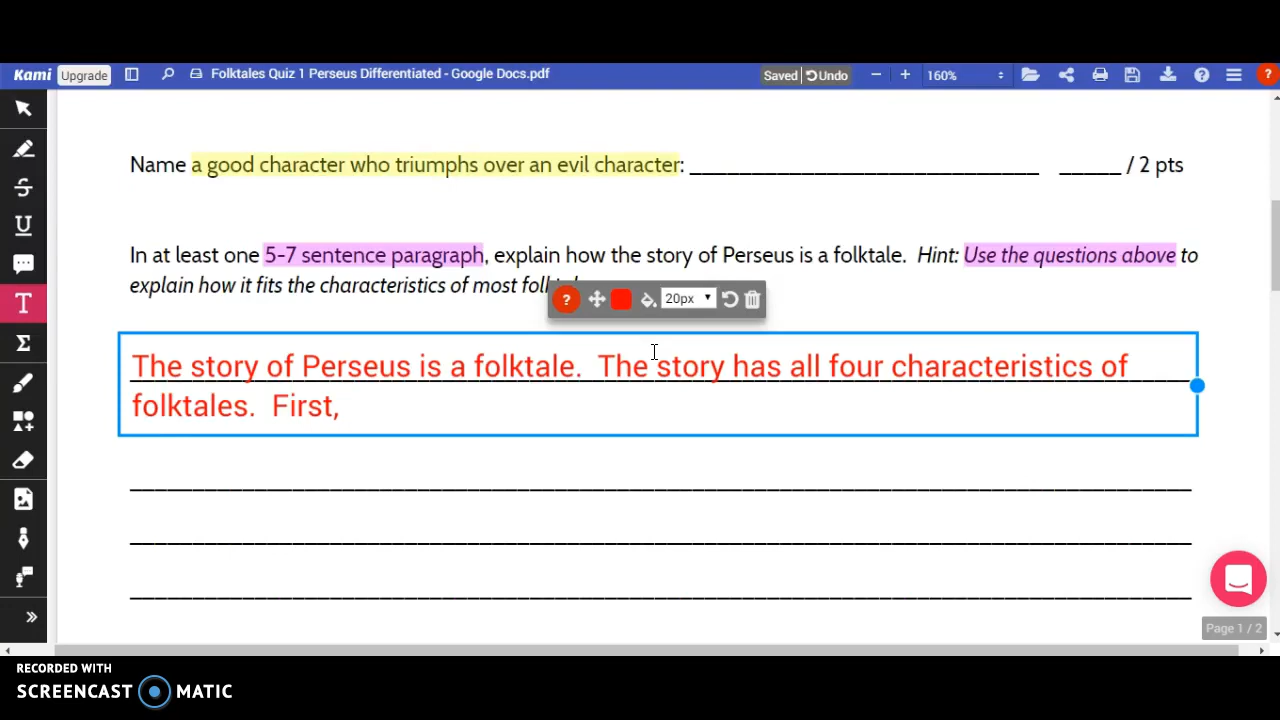 Kami Upgrade Folktales Quiz 1 Perseus Differentiated - Google Docs.pdf Saved Undo 160% ? ?
Name a good character who triumphs over an evil character: ____________________________ _____ / 2 pts
In at least one 5-7 sentence paragraph, explain how the story of Perseus is a folktale. Hint: Use the questions above to
explain how it fits the characteristics of most
? 20px
The story of Perseus is a folktale. The story has all four characteristics of
folktales. First,
T
Page 1 / 2
RECORDED WITH
SCREENCAST MATIC